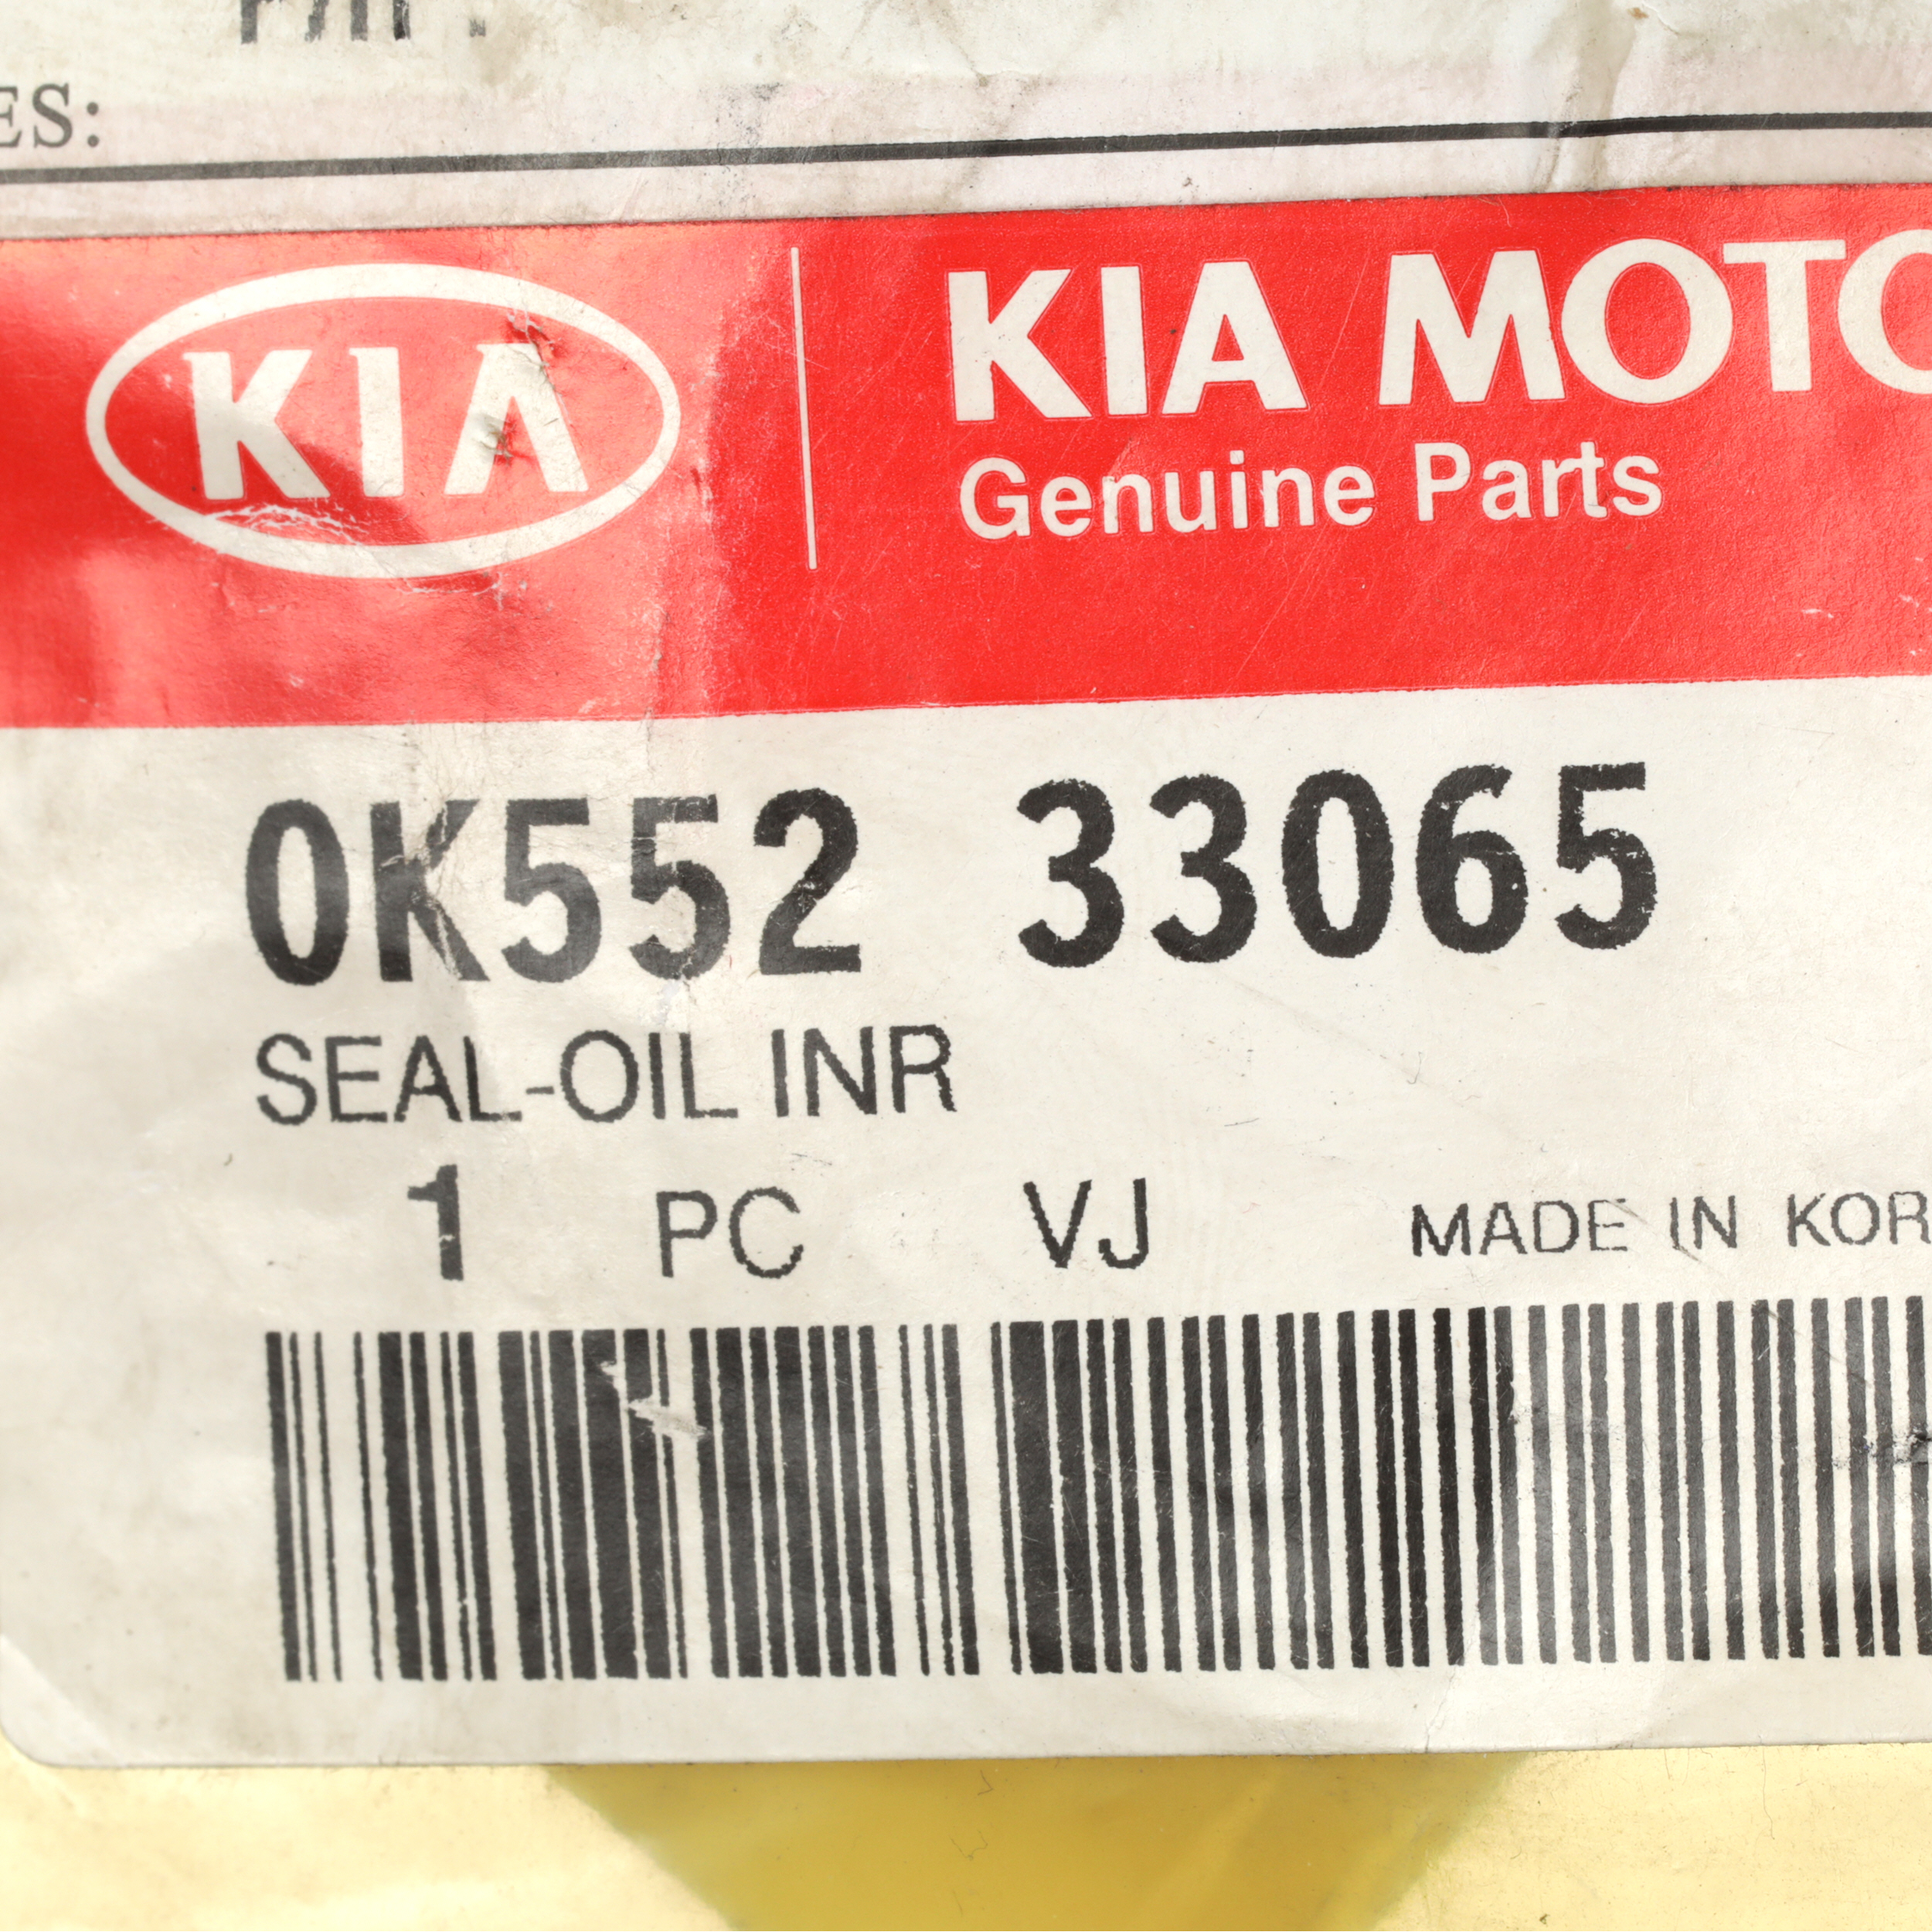 ES:
KIA
KIA MOTO
Genuine Parts
0K552 33065
SEAL-OIL INR
1 PC VJ MADE IN KOR